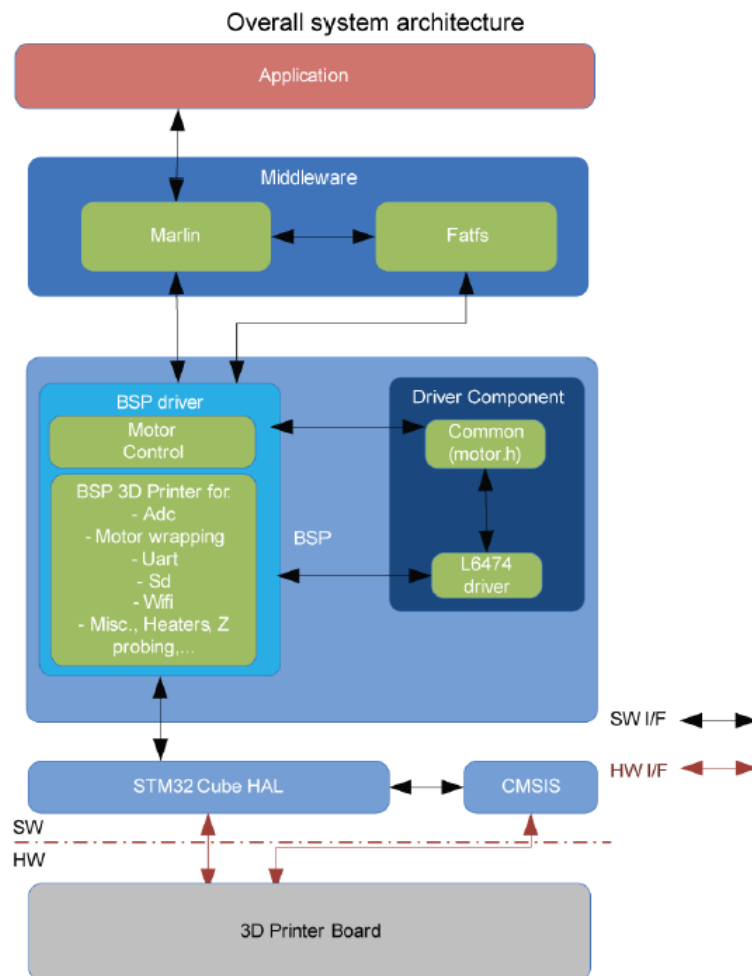 Overall system architecture
Application
Middleware
Marlin
Fatfs
BSP driver
Motor
Control
BSP 3D Printer for:
- Adc
- Motor wrapping
- Uart
- Sd
- Wifi
- Misc., Heaters, Z
probing,...
BSP
Driver Component
Common
(motor.h)
L6474
driver
SW I/F
HW I/F
STM32 Cube HAL
CMSIS
SW
HW
3D Printer Board